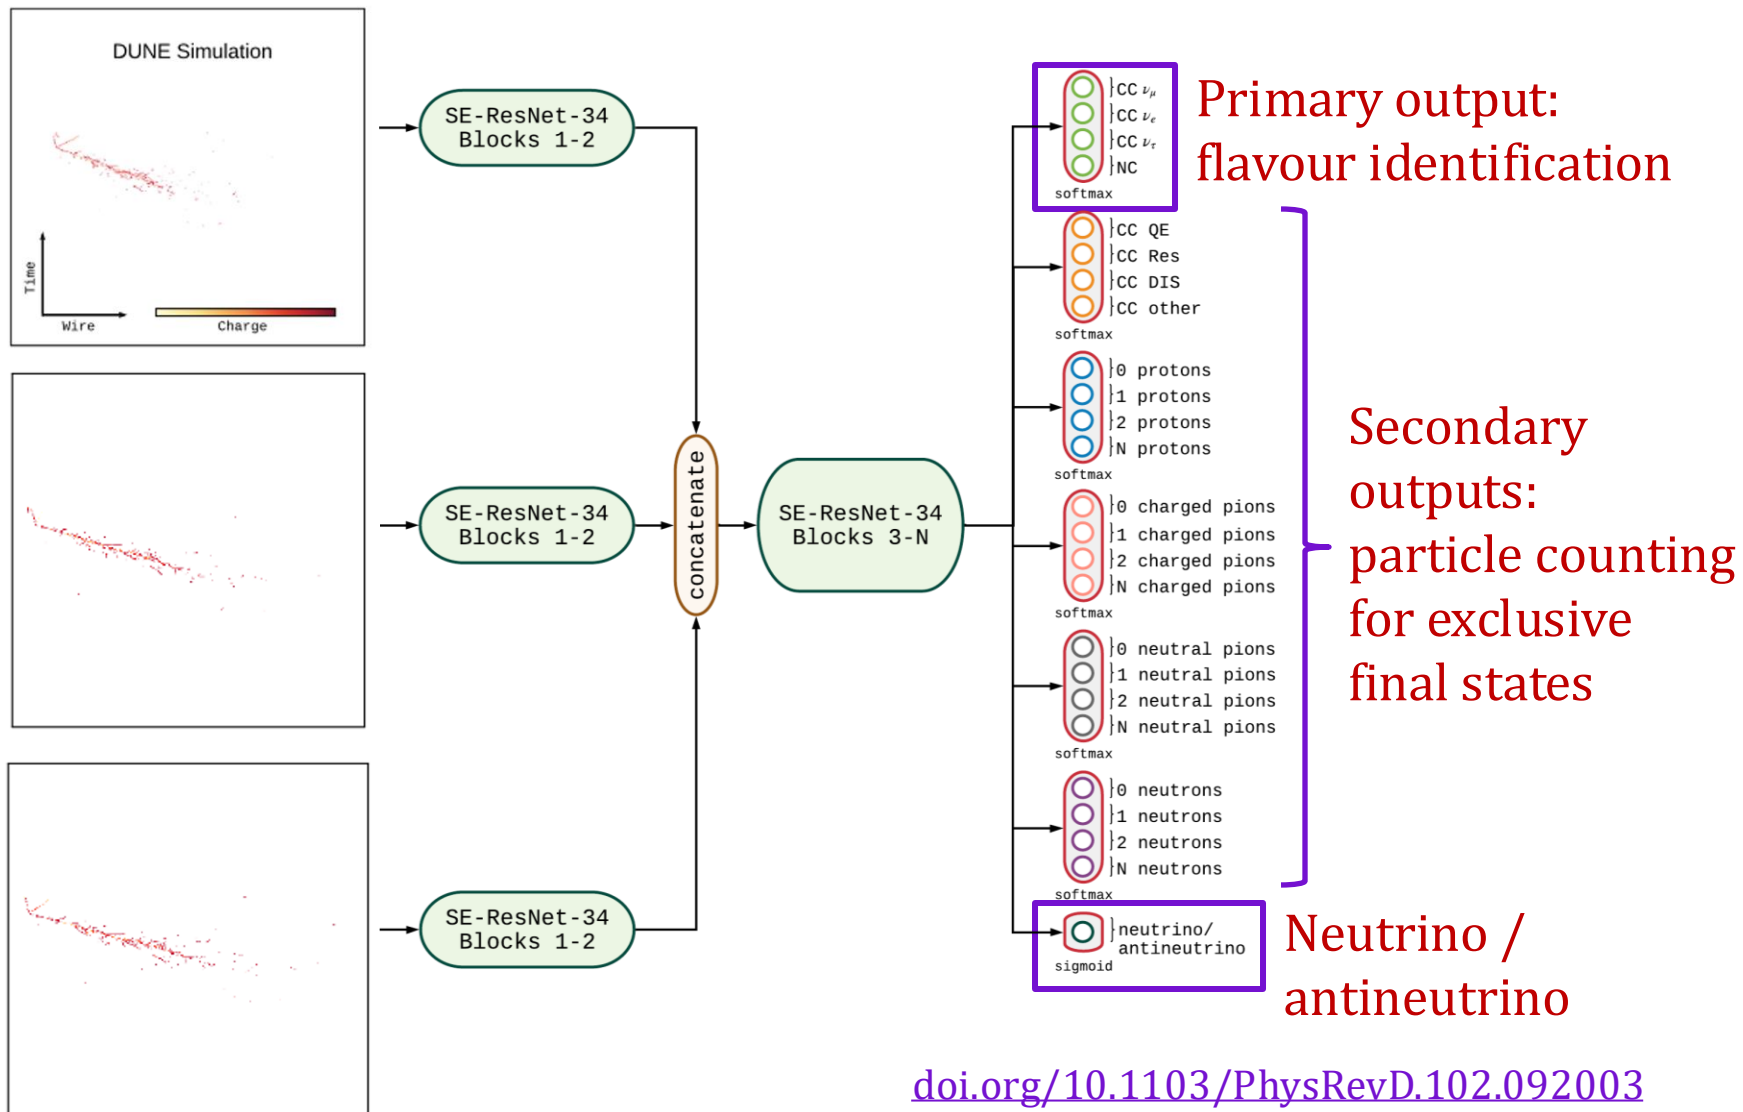 DUNE Simulation
Time
Wire
Charge
SE-ResNet-34
Blocks 1-2
SE-ResNet-34
Blocks 1-2
SE-ResNet-34
Blocks 1-2
concatenate
SE-ResNet-34
Blocks 3-N
CC νμ
CC νe
CC ντ
NC
softmax
Primary output:
flavour identification
CC QE
CC Res
CC DIS
CC other
softmax
0 protons
1 protons
2 protons
N protons
softmax
0 charged pions
1 charged pions
2 charged pions
N charged pions
softmax
0 neutral pions
1 neutral pions
2 neutral pions
N neutral pions
softmax
0 neutrons
1 neutrons
2 neutrons
N neutrons
softmax
Secondary
outputs:
particle counting
for exclusive
final states
neutrino/
antineutrino
sigmoid
Neutrino /
antineutrino
doi.org/10.1103/PhysRevD.102.092003